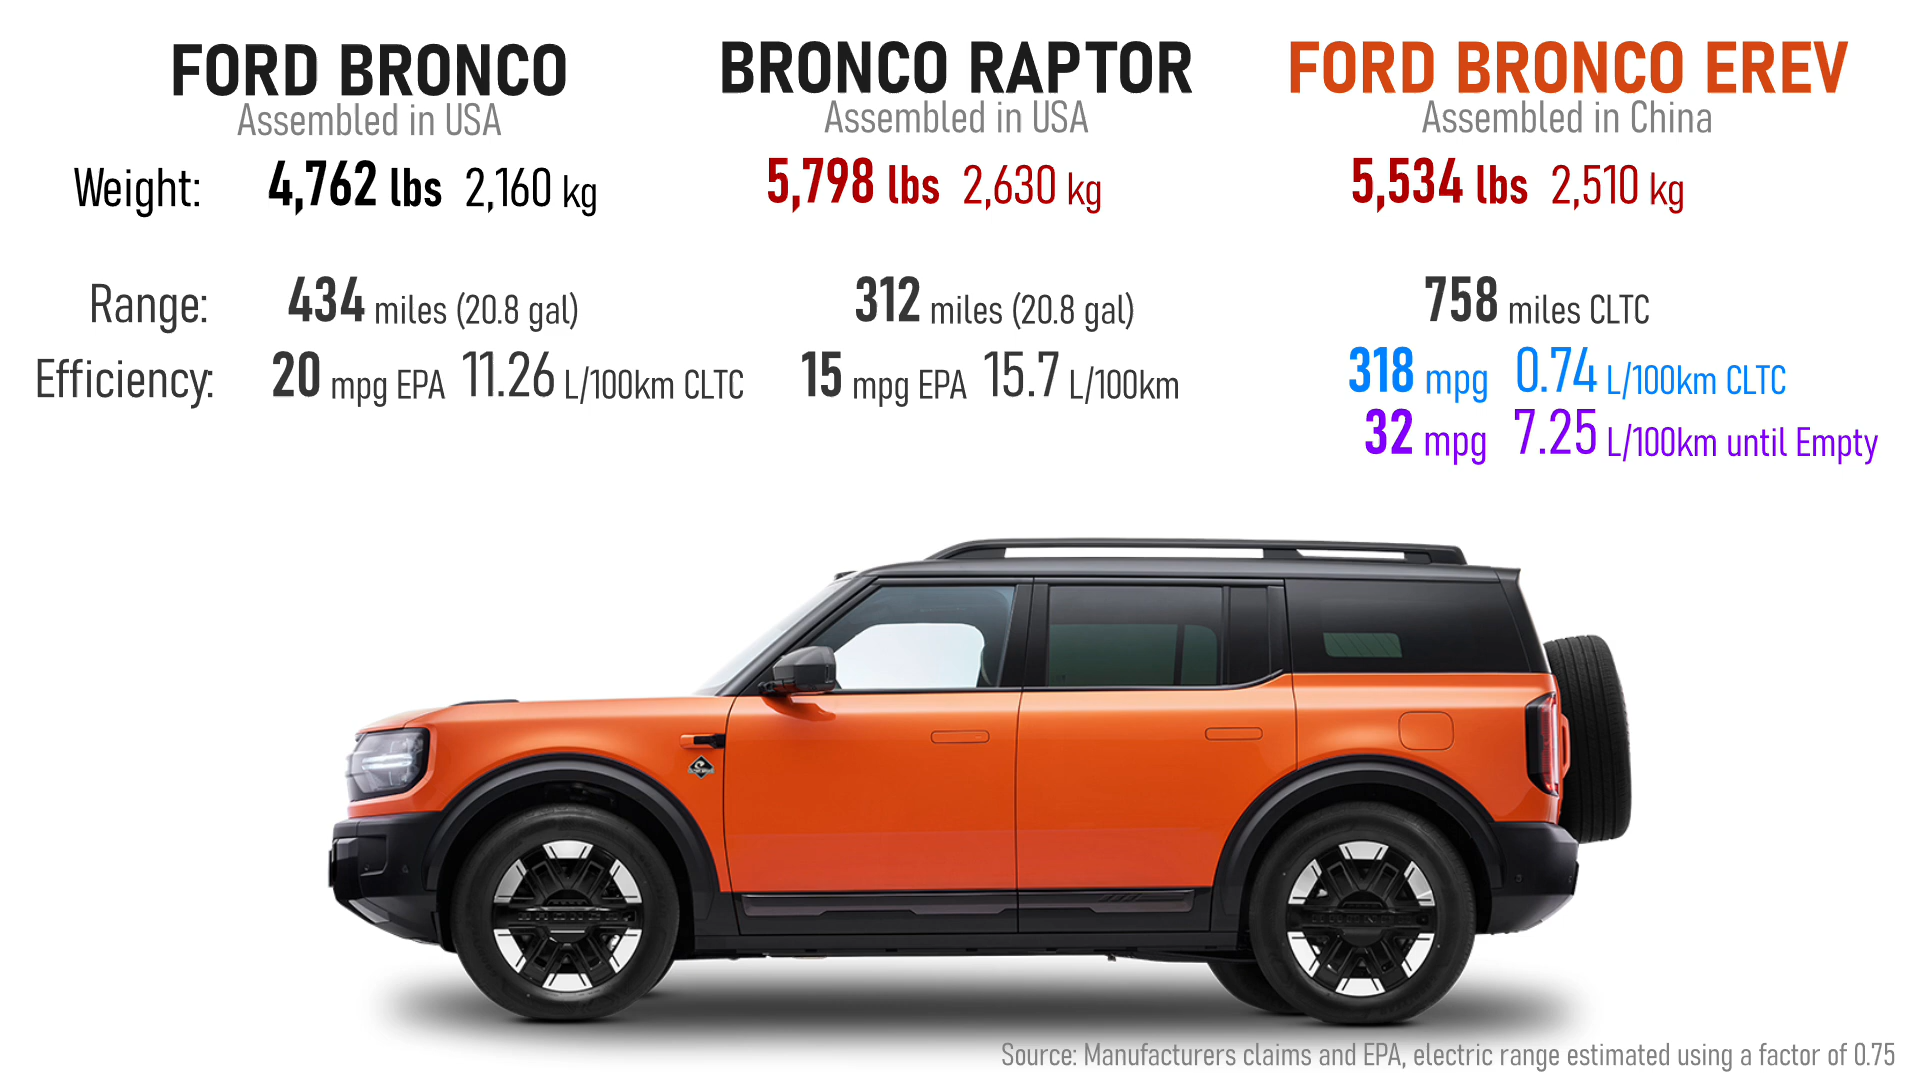 FORD BRONCO
Assembled in USA
BRONCO RAPTOR
Assembled in USA
FORD BRONCO EREV
Assembled in China
Weight: 4,762 lbs 2,160 kg 5,798 lbs 2,630 kg 5,534 lbs 2,510 kg
Range: 434 miles (20.8 gal) 312 miles (20.8 gal) 758 miles CLTC
Efficiency: 20 mpg EPA 11.26 L/100km CLTC 15 mpg EPA 15.7 L/100km 318 mpg 0.74 L/100km CLTC
32 mpg 7.25 L/100km until Empty
BRONCO
BRONCO
Source: Manufacturers claims and EPA, electric range estimated using a factor of 0.75